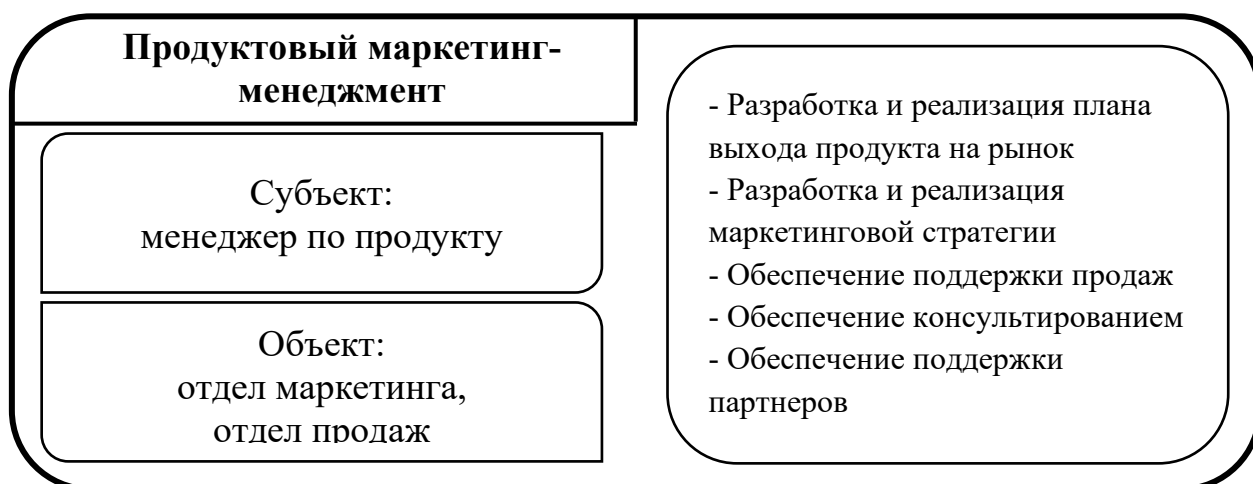 Продуктовый маркетинг-
менеджмент
Субъект:
менеджер по продукту
Объект:
отдел маркетинга,
отдел продаж
- Разработка и реализация плана
выхода продукта на рынок
- Разработка и реализация
маркетинговой стратегии
- Обеспечение поддержки продаж
- Обеспечение консультированием
- Обеспечение поддержки
партнеров